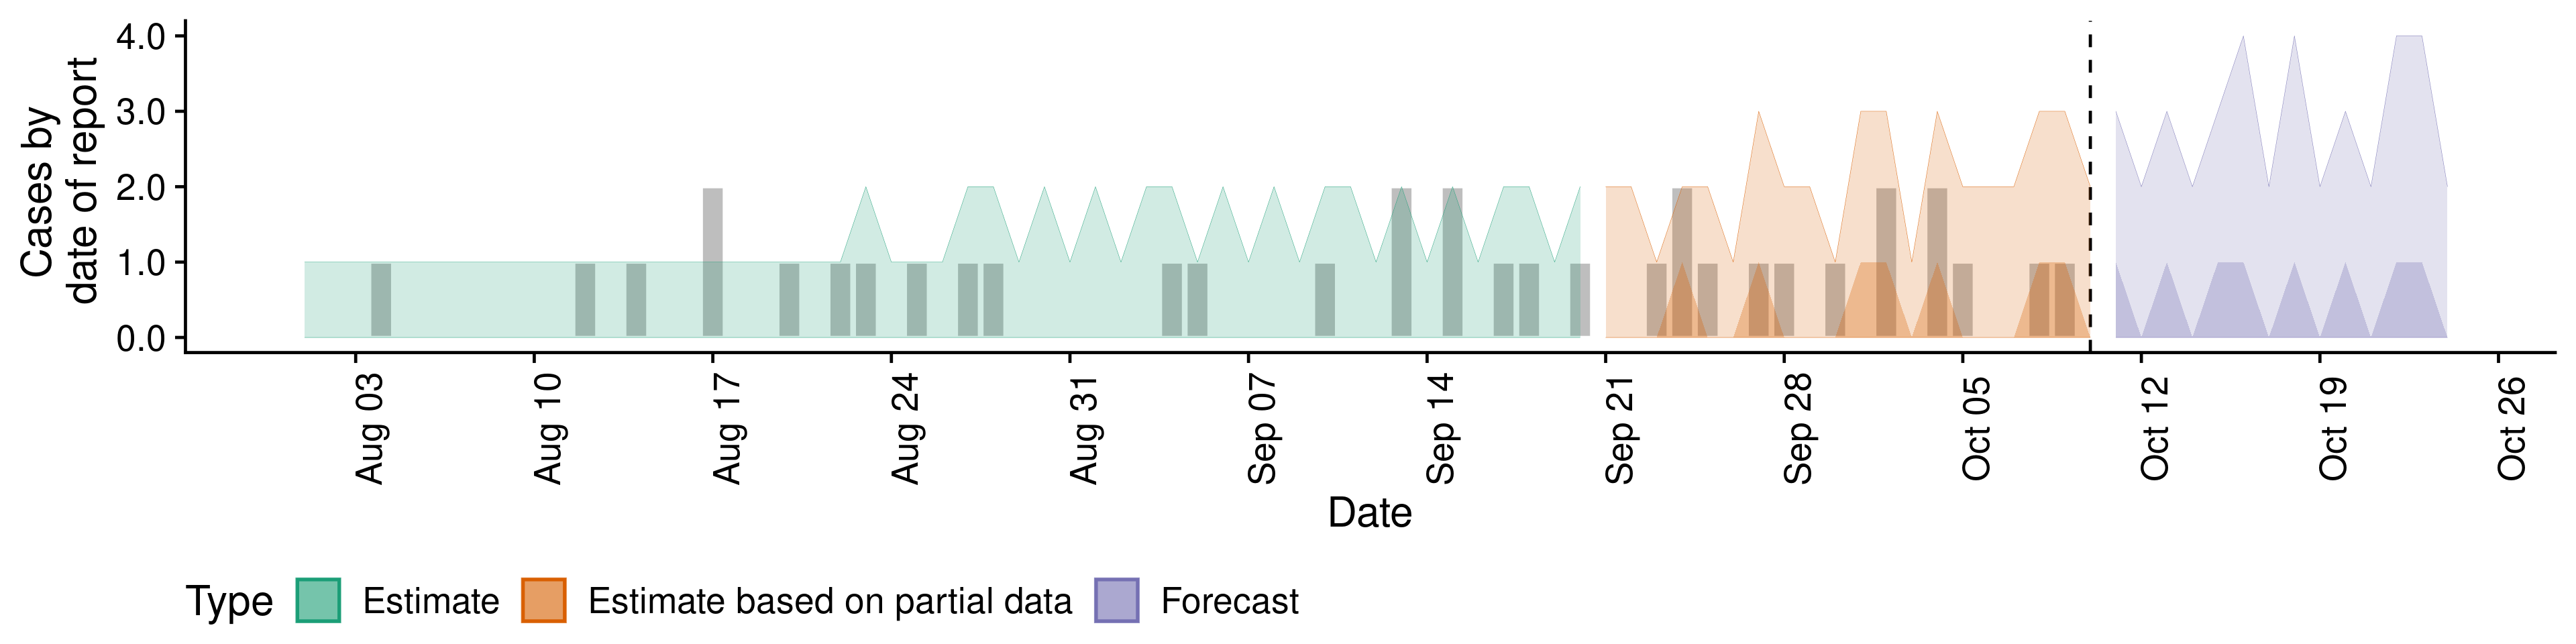 Cases by
date of report
4.0
3.0
2.0
1.0
0.0
Aug 03
Aug 10
Aug 17
Aug 24
Aug 31
Sep 07
Sep 14
Sep 21
Sep 28
Oct 05
Oct 12
Oct 19
Oct 26
Date
Type Estimate Estimate based on partial data Forecast